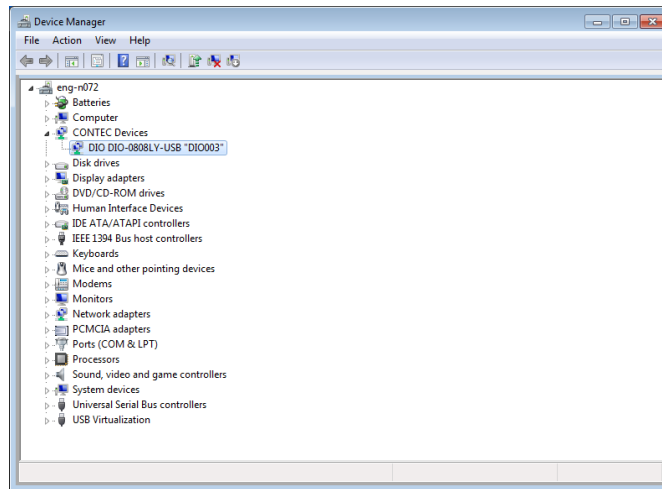 Device Manager
File Action View Help
eng-n072
Batteries
Computer
CONTEC Devices
DIO DIO-0808LY-USB "DIO003"
Disk drives
Display adapters
DVD/CD-ROM drives
Human Interface Devices
IDE ATA/ATAPI controllers
IEEE 1394 Bus host controllers
Keyboards
Mice and other pointing devices
Modems
Monitors
Network adapters
PCMCIA adapters
Ports (COM & LPT)
Processors
Sound, video and game controllers
System devices
Universal Serial Bus controllers
USB Virtualization